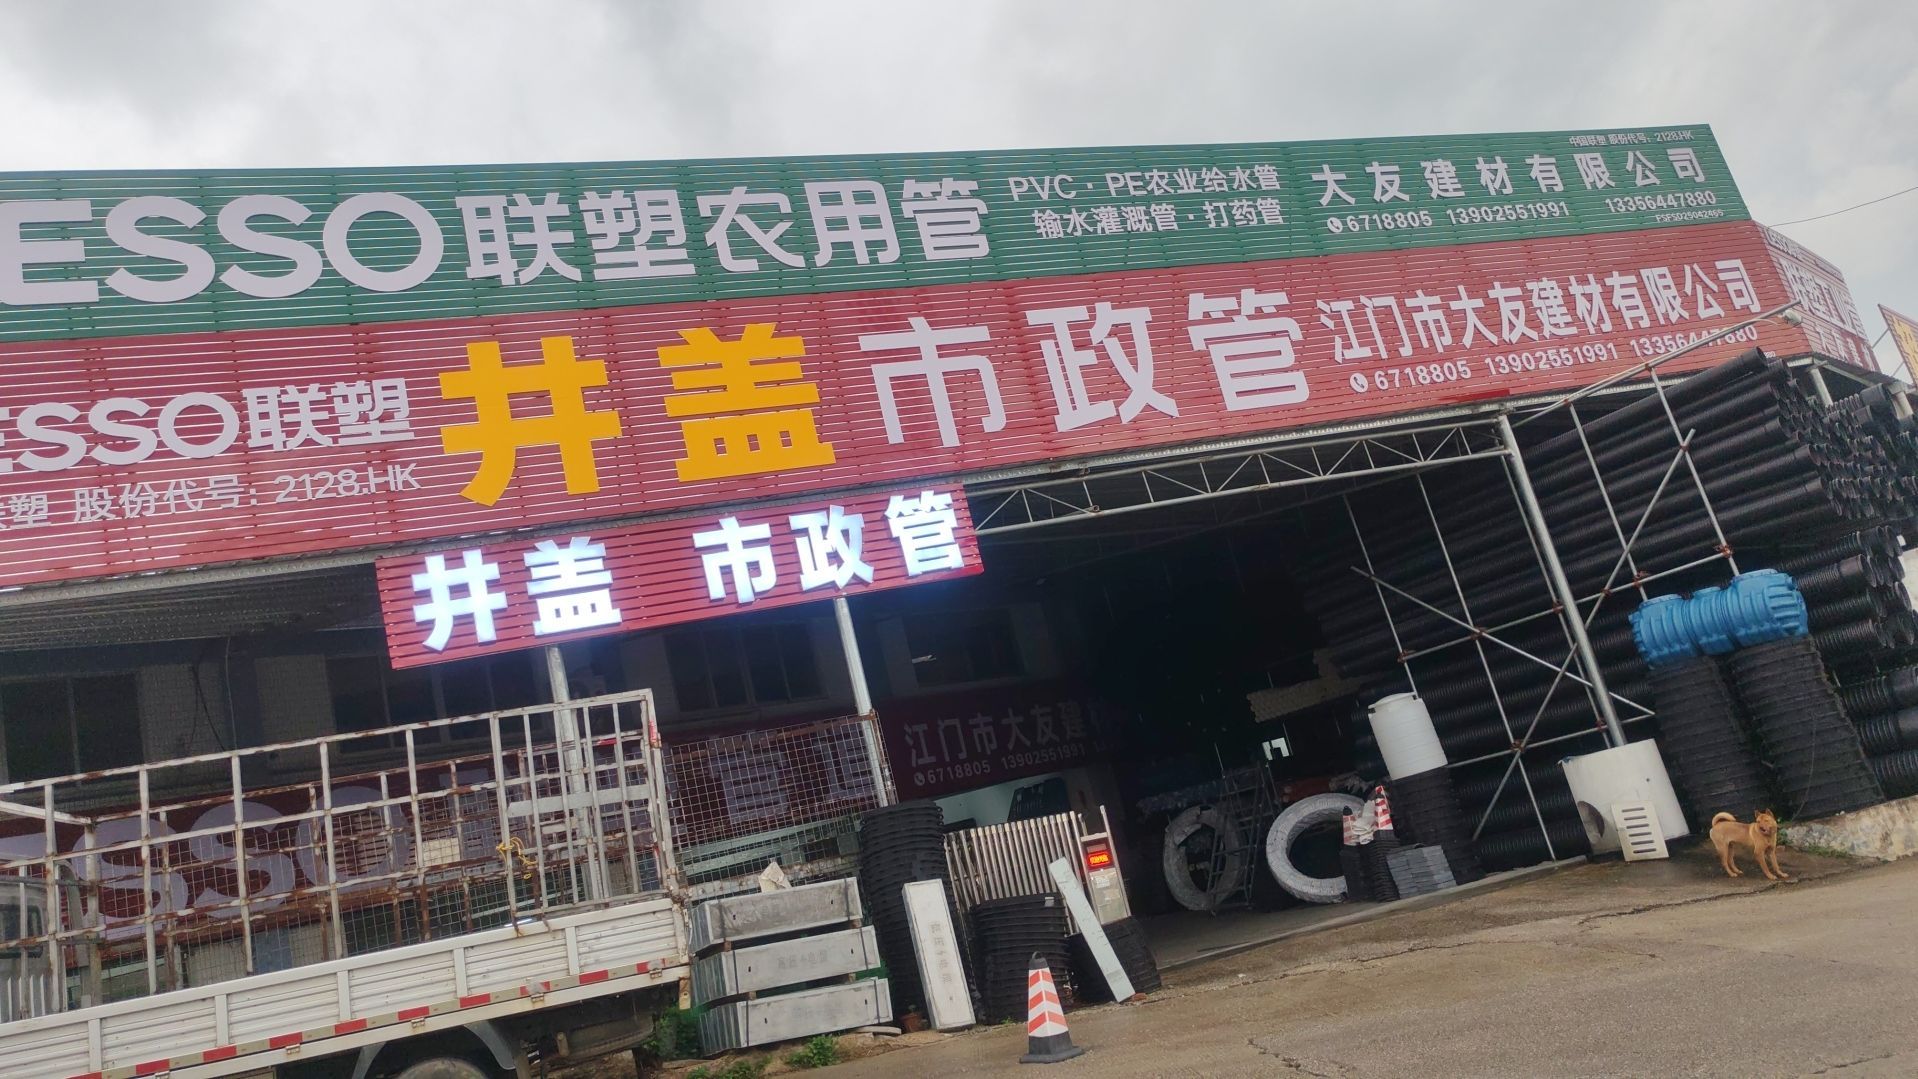 ESSO联塑农用管
PVC·PE农业给水管
输水灌溉管·打药管
中国联塑 股份代号：2128.HK
大友建材有限公司
6718805 13902551991 13356447880
FSFSD25042495
ESSO联塑
联塑 股份代号：2128.HK
井盖市政管
江门市大友建材有限公司
6718805 13902551991 13356447880
井盖 市政管
江门市大友建材
6718805 13902551991